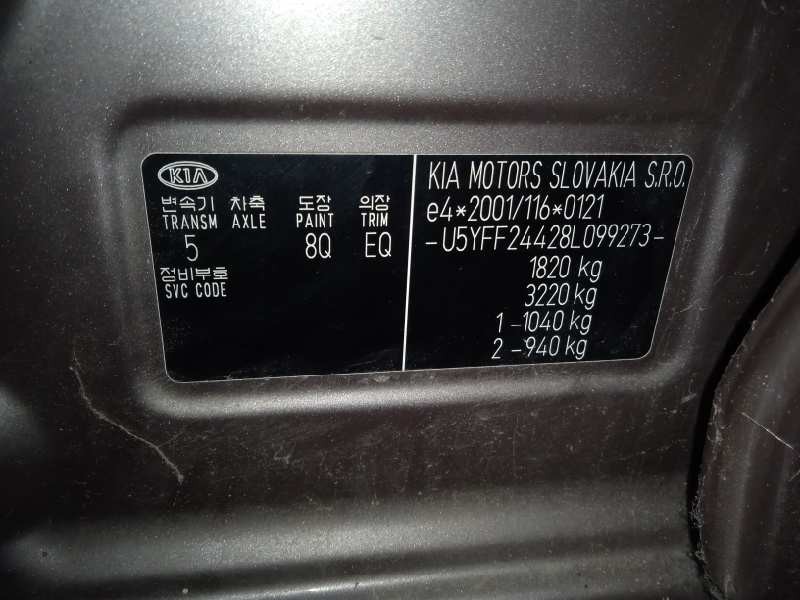 KIA
변속기 차축 도장 의장
TRANSM AXLE PAINT TRIM
5 8Q EQ
정비부호
SVC CODE
KIA MOTORS SLOVAKIA S.R.O.
e4*2001/116*0121
-U5YFF24428L099273-
1820 kg
3220 kg
1 -1040 kg
2 -940 kg